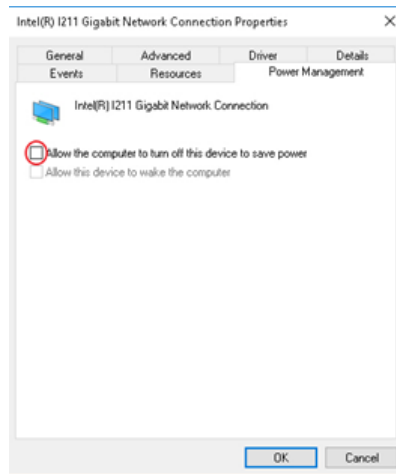 Intel(R) I211 Gigabit Network Connection Properties
General Advanced Driver Details
Events Resources Power Management
Intel(R) I211 Gigabit Network Connection
Allow the computer to turn off this device to save power
Allow this device to wake the computer
OK Cancel